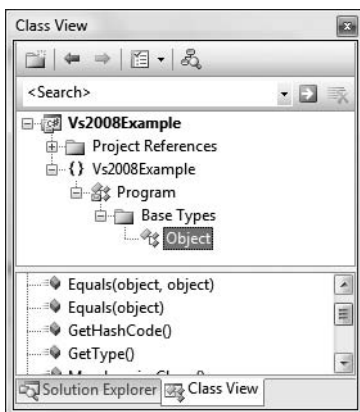 Class View
<Search>
Vs2008Example
Project References
{} Vs2008Example
Program
Base Types
Object
Equals(object, object)
Equals(object)
GetHashCode()
GetType()
Solution Explorer
Class View